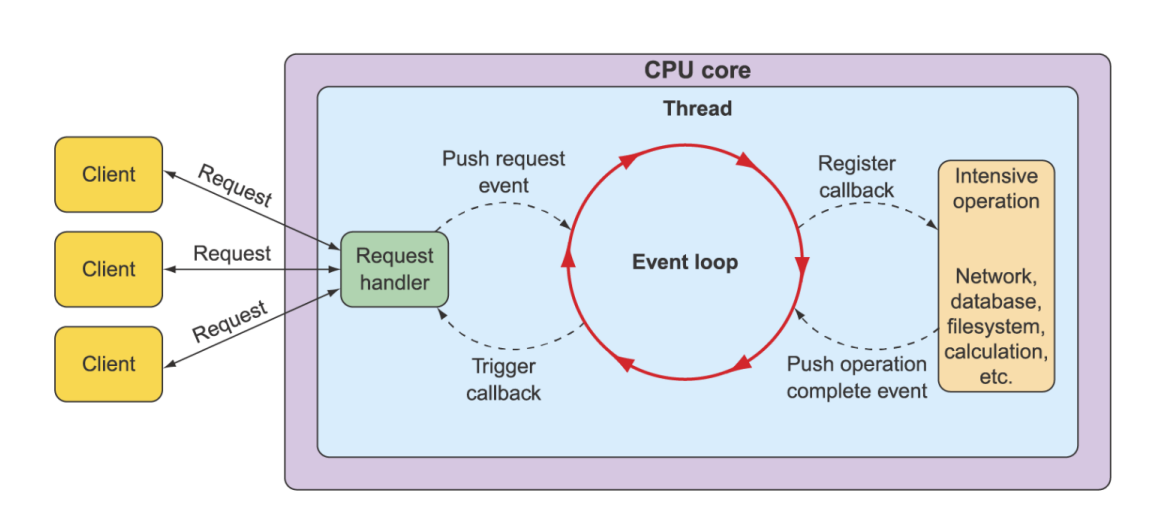 CPU core
Thread
Client
Client
Client
Request
Request
Request
Request
handler
Push request
event
Trigger
callback
Event loop
Register
callback
Push operation
complete event
Intensive
operation
Network,
database,
filesystem,
calculation,
etc.